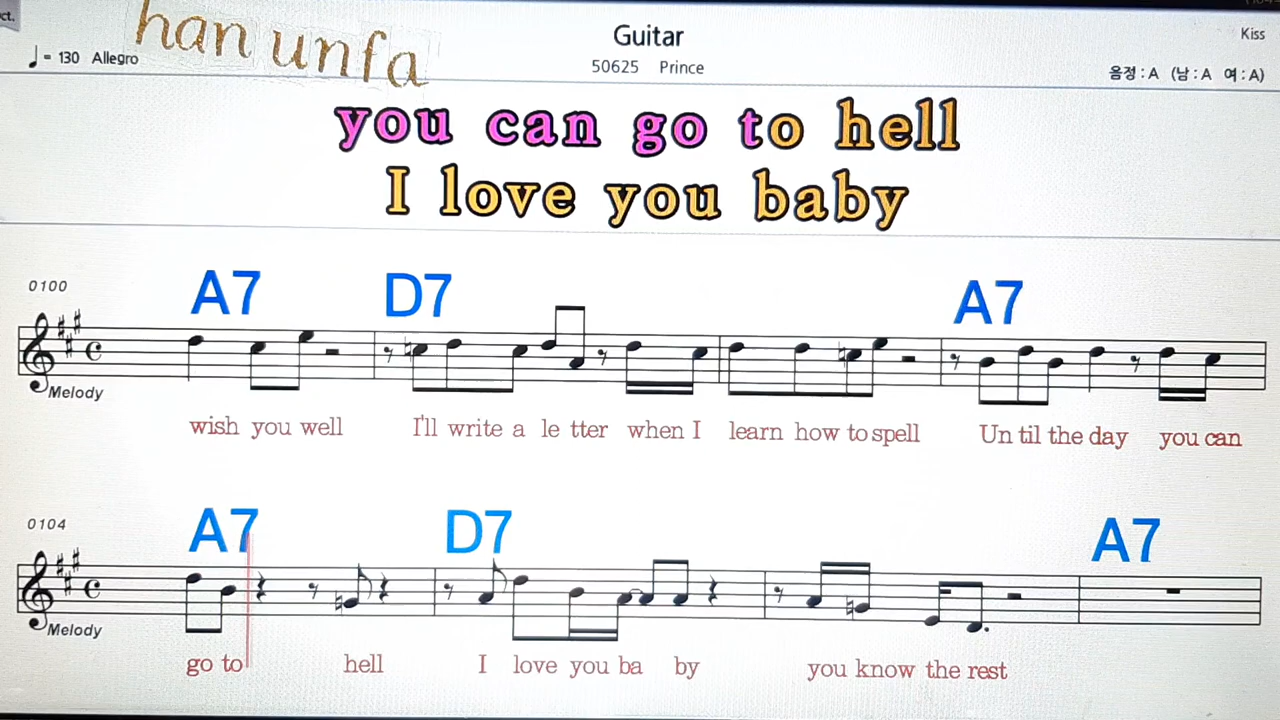 ct.
han unfa
Guitar
Kiss
♩= 130 Allegro
50625 Prince
음정 : A (남 : A 여 : A)
you can go to hell
I love you baby
0100
A7 D7 A7
Melody
wish you well I'll write a le tter when I learn how to spell Un til the day you can
0104
A7 D7 A7
Melody
go to hell I love you ba by you know the rest